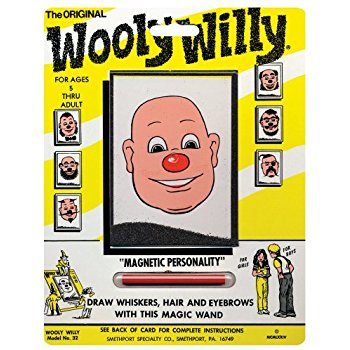 The ORIGINAL
Wooly Willy®
FOR AGES
5
THRU
ADULT
"MAGNETIC PERSONALITY"
FOR GIRLS
FOR BOYS
DRAW WHISKERS, HAIR AND EYEBROWS
WITH THIS MAGIC WAND
WOOLY WILLY
Model No. 32
SEE BACK OF CARD FOR COMPLETE INSTRUCTIONS
SMETHPORT SPECIALTY CO., SMETHPORT, PA. 16749